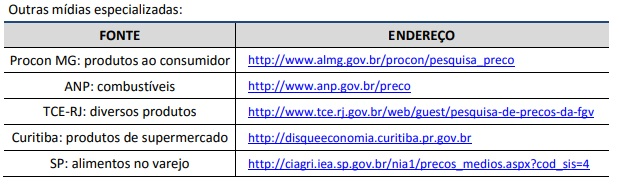 Outras mídias especializadas:
FONTE ENDEREÇO
Procon MG: produtos ao consumidor http://www.almg.gov.br/procon/pesquisa_preco
ANP: combustíveis http://www.anp.gov.br/preco
TCE-RJ: diversos produtos http://www.tce.rj.gov.br/web/guest/pesquisa-de-precos-da-fgv
Curitiba: produtos de supermercado http://disqueeconomia.curitiba.pr.gov.br
SP: alimentos no varejo http://ciagri.iea.sp.gov.br/nia1/precos_medios.aspx?cod_sis=4